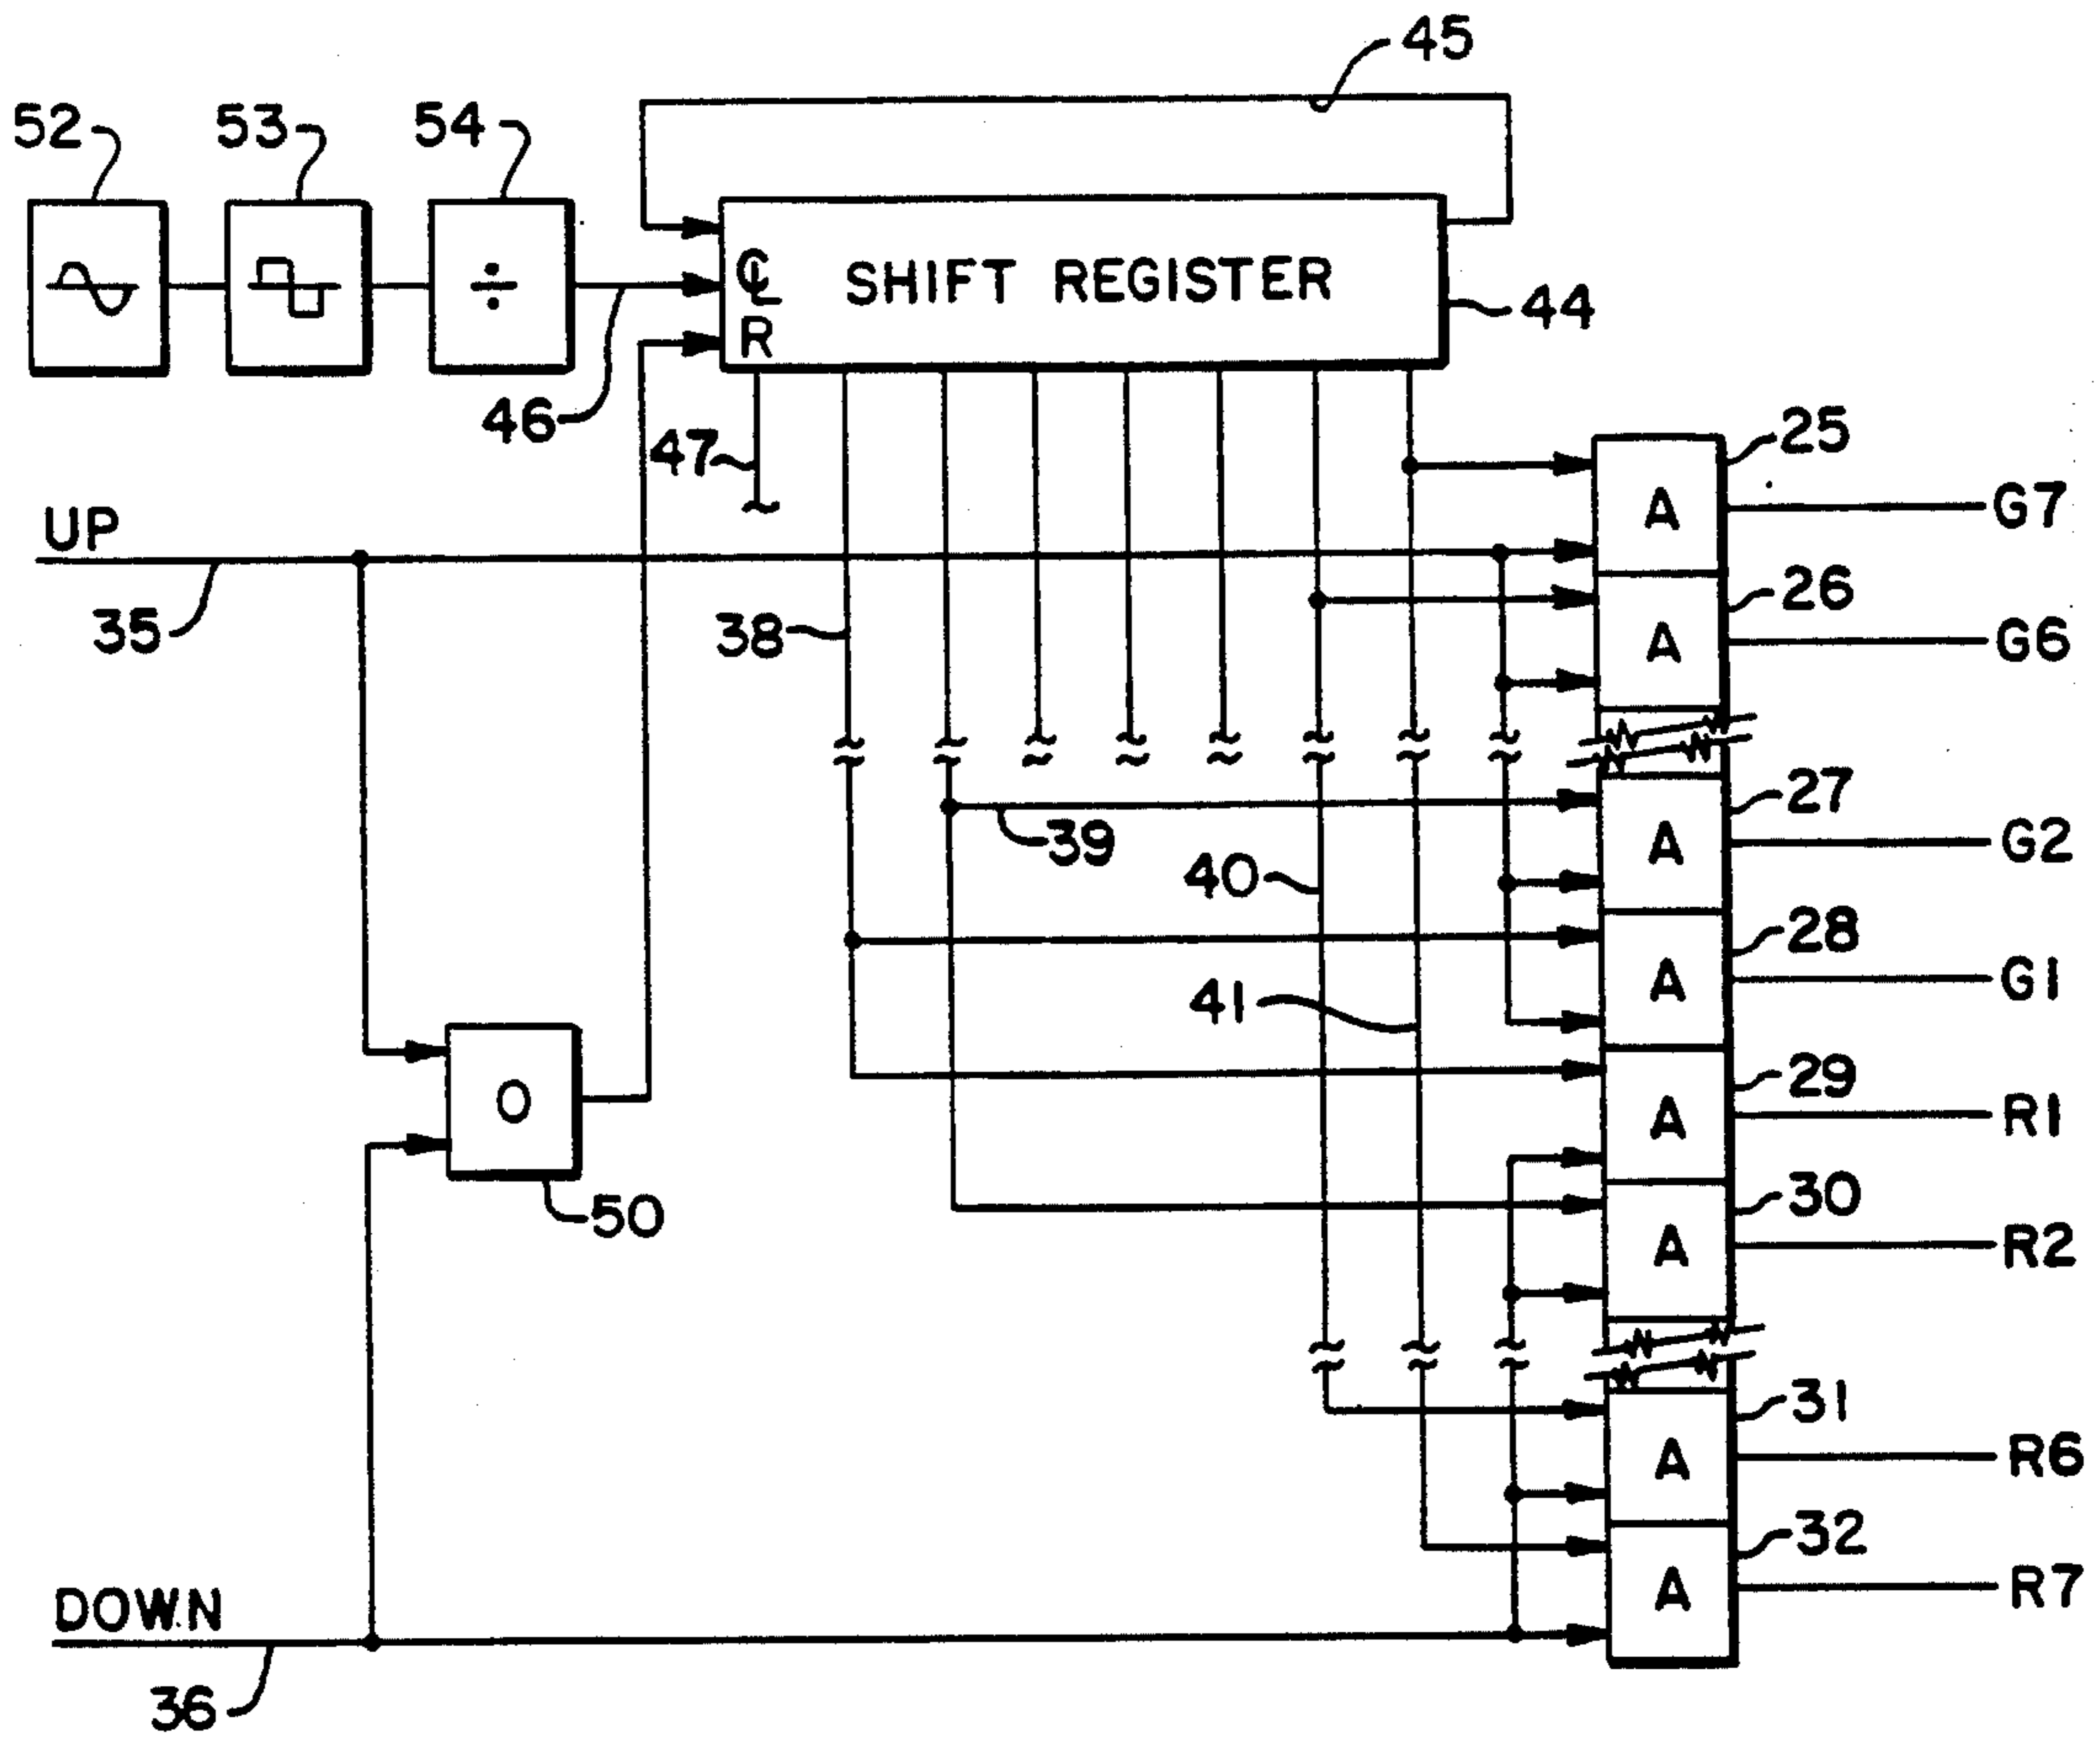 45
52 53 54
÷
CL SHIFT REGISTER
R
44
46
47
25
A G7
UP
35
26
A G6
38
27
A G2
39
40
28
A G1
41
29
A R1
O
50
30
A R2
31
A R6
32
A R7
DOWN
36